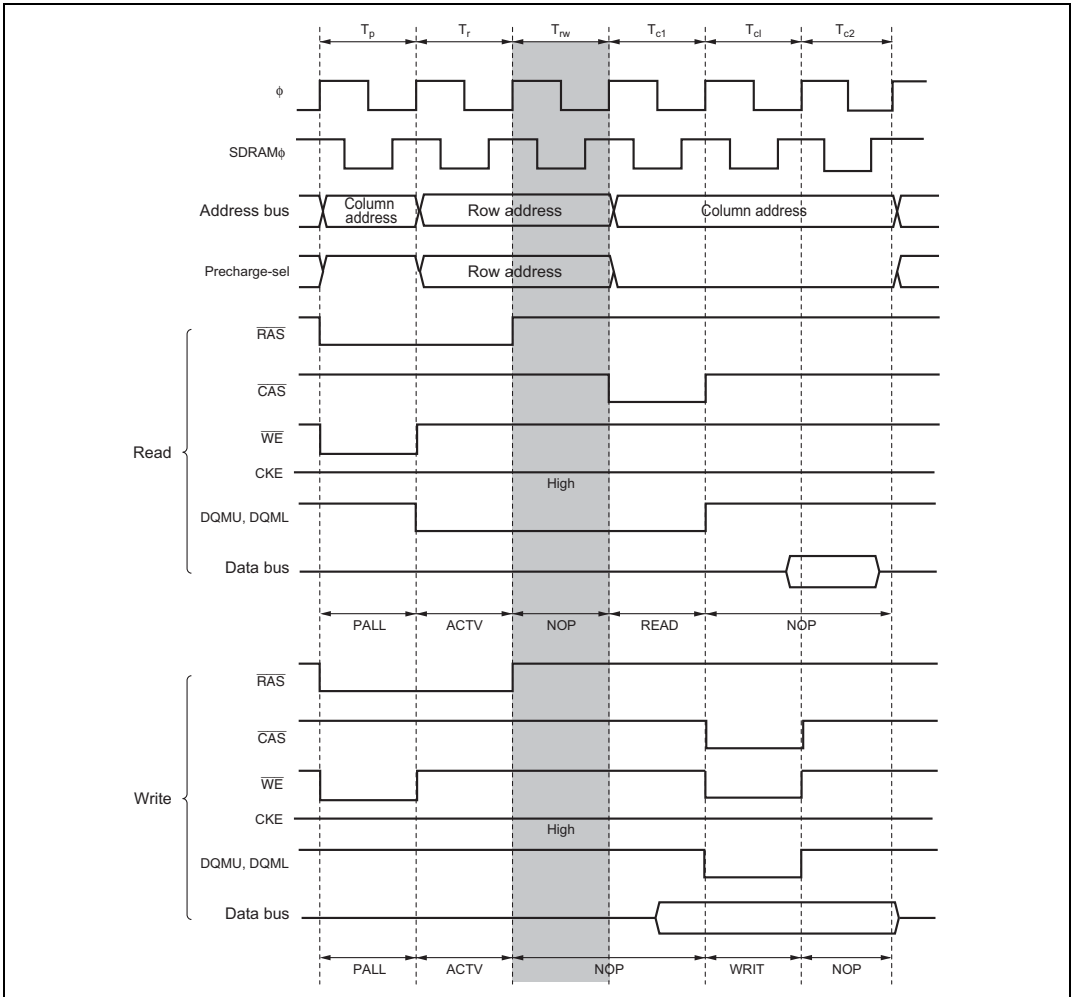 Tp Tr Trw Tc1 Tcl Tc2
ϕ
SDRAMϕ
Address bus Column address Row address Column address
Precharge-sel Row address
Read
RAS
CAS
WE
CKE High
DQMU, DQML
Data bus
PALL ACTV NOP READ NOP
Write
RAS
CAS
WE
CKE High
DQMU, DQML
Data bus
PALL ACTV NOP WRIT NOP